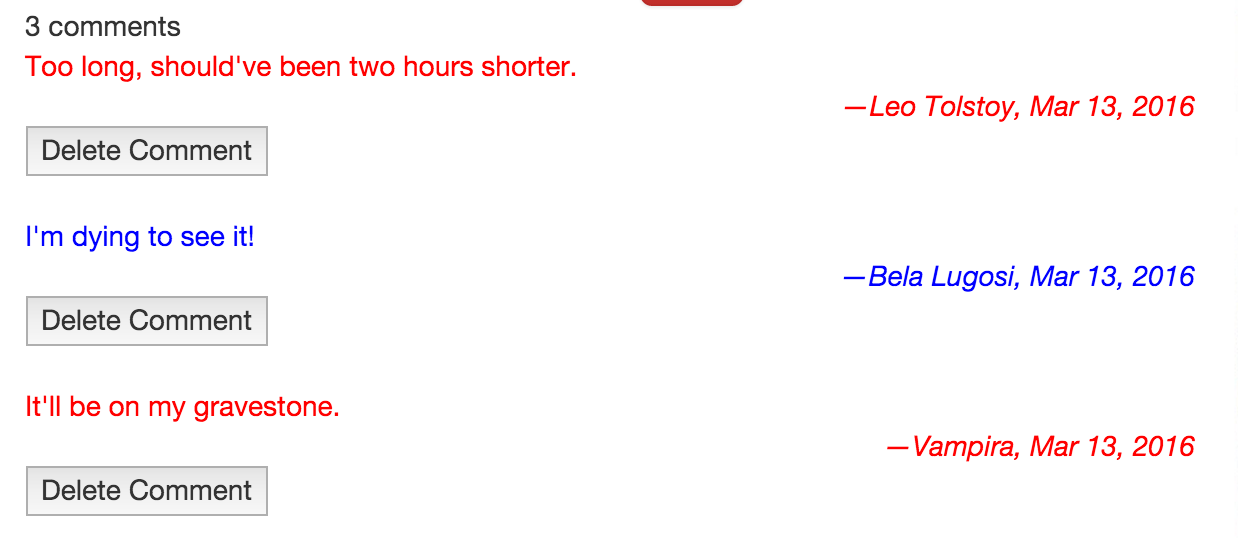 3 comments
Too long, should've been two hours shorter.
—Leo Tolstoy, Mar 13, 2016
Delete Comment
I'm dying to see it!
—Bela Lugosi, Mar 13, 2016
Delete Comment
It'll be on my gravestone.
—Vampira, Mar 13, 2016
Delete Comment